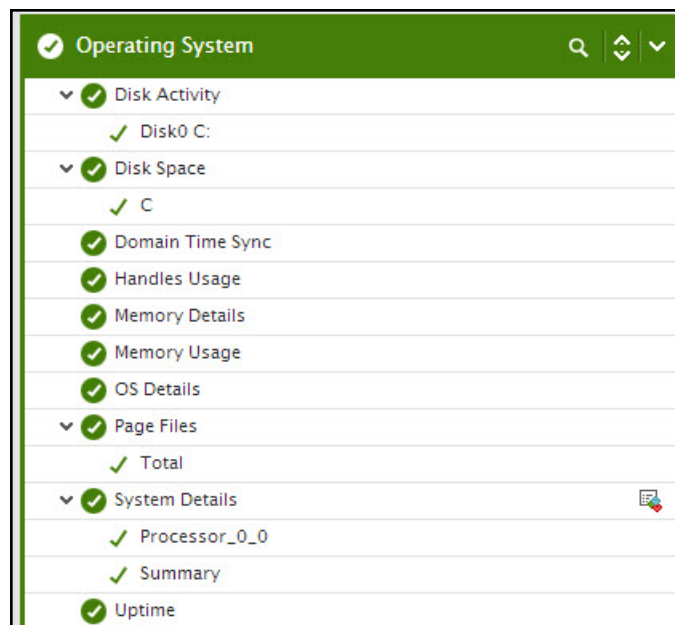 Operating System
Disk Activity
Disk0 C:
Disk Space
C
Domain Time Sync
Handles Usage
Memory Details
Memory Usage
OS Details
Page Files
Total
System Details
Processor_0_0
Summary
Uptime